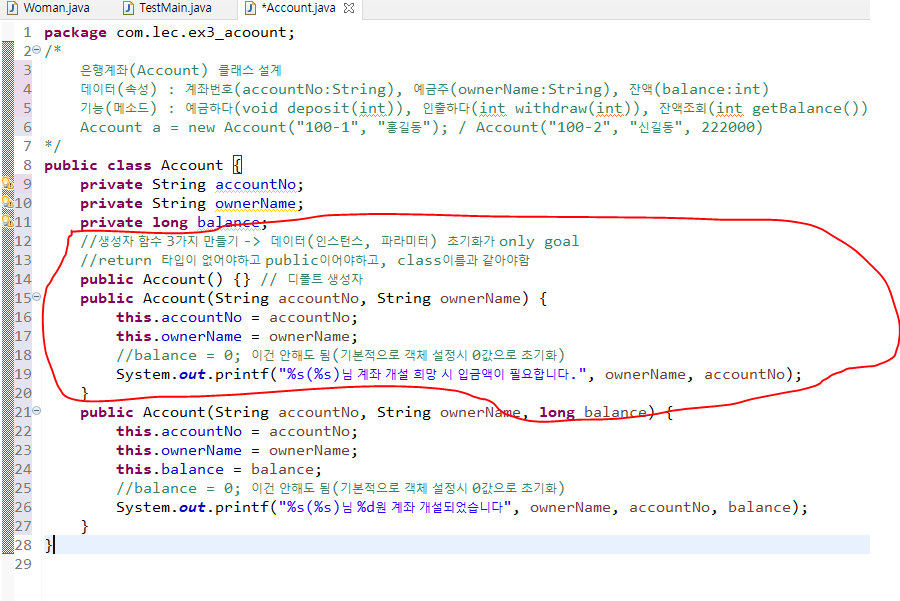 Woman.java TestMain.java *Account.java
1 package com.lec.ex3_acoount;
2 /*
3 은행계좌(Account) 클래스 설계
4 데이터(속성) : 계좌번호(accountNo:String), 예금주(ownerName:String), 잔액(balance:int)
5 기능(메소드) : 예금하다(void deposit(int)), 인출하다(int withdraw(int)), 잔액조회(int getBalance())
6 Account a = new Account("100-1", "홍길동"); / Account("100-2", "신길동", 222000)
7 */
8 public class Account {
9 private String accountNo;
10 private String ownerName;
11 private long balance;
12 //생성자 함수 3가지 만들기 -> 데이터(인스턴스, 파라미터) 초기화가 only goal
13 //return 타입이 없어야하고 public이어야하고, class이름과 같아야함
14 public Account() {} // 디폴트 생성자
15 public Account(String accountNo, String ownerName) {
16 this.accountNo = accountNo;
17 this.ownerName = ownerName;
18 //balance = 0; 이건 안해도 됨(기본적으로 객체 설정시 0값으로 초기화)
19 System.out.printf("%s(%s)님 계좌 개설 희망 시 입금액이 필요합니다.", ownerName, accountNo);
20 }
21 public Account(String accountNo, String ownerName, long balance) {
22 this.accountNo = accountNo;
23 this.ownerName = ownerName;
24 this.balance = balance;
25 //balance = 0; 이건 안해도 됨(기본적으로 객체 설정시 0값으로 초기화)
26 System.out.printf("%s(%s)님 %d원 계좌 개설되었습니다", ownerName, accountNo, balance);
27 }
28 }
29